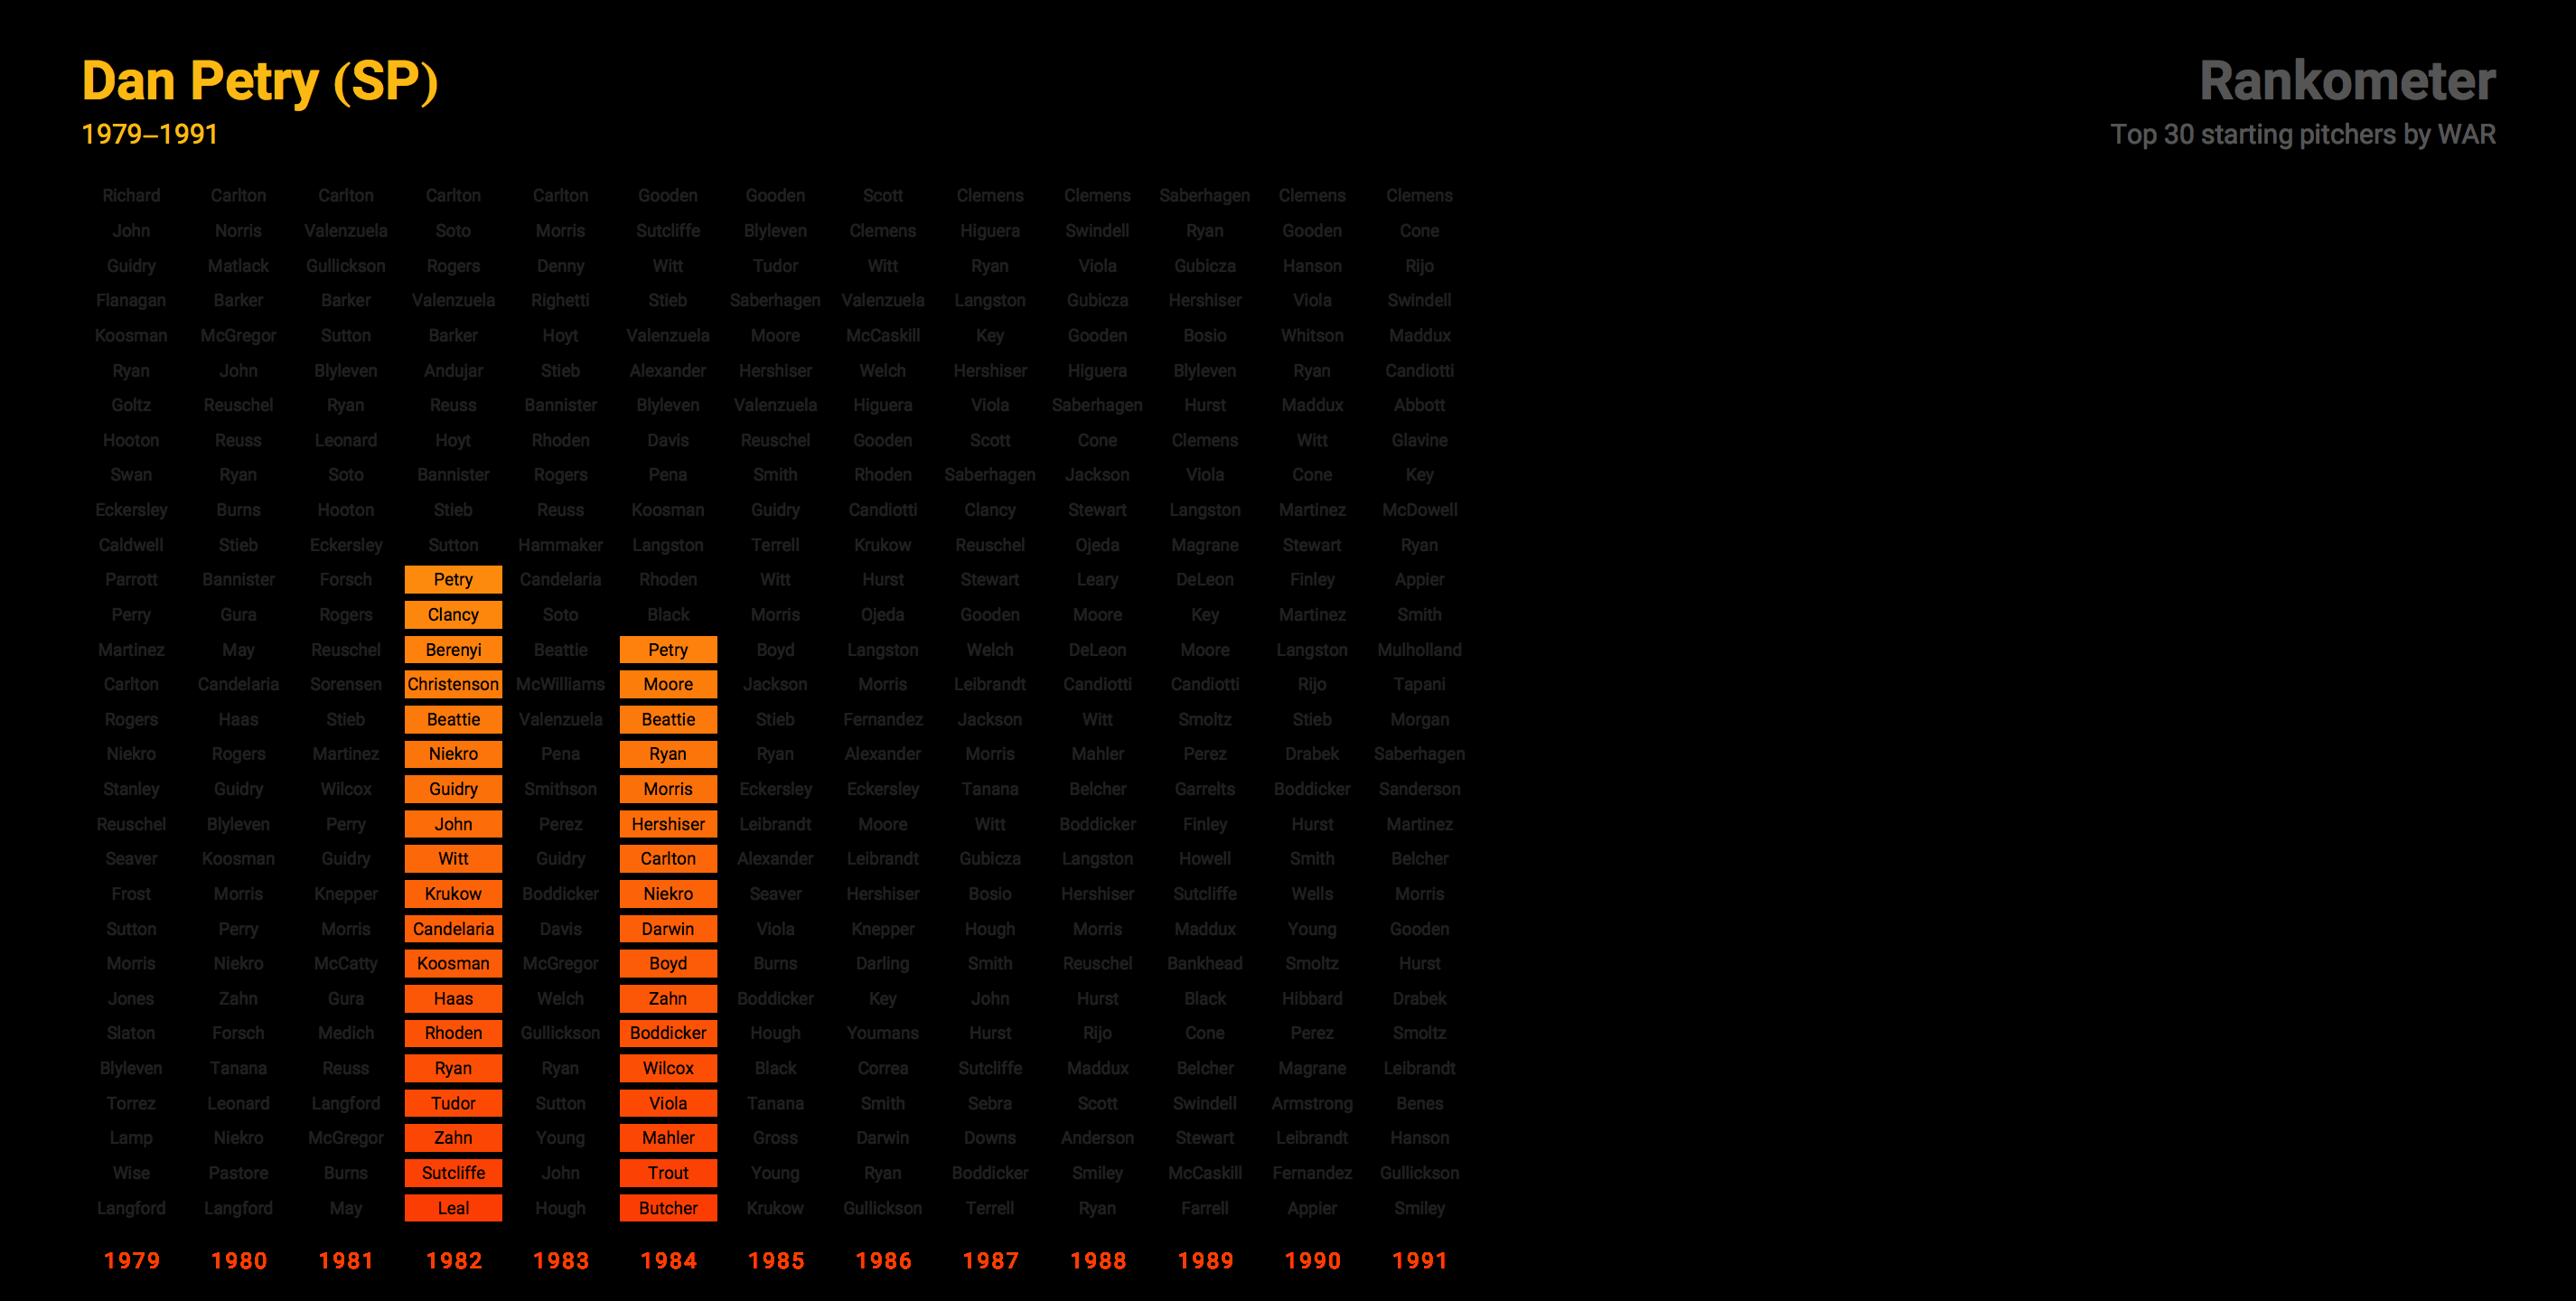 Dan Petry (SP)
1979–1991
Rankometer
Top 30 starting pitchers by WAR
Richard Carlton Carlton Carlton Carlton Gooden Gooden Scott Clemens Clemens Saberhagen Clemens Clemens
John Norris Valenzuela Soto Morris Sutcliffe Blyleven Clemens Higuera Swindell Ryan Gooden Cone
Guidry Matlack Gullickson Rogers Denny Witt Tudor Witt Ryan Viola Gubicza Hanson Rijo
Flanagan Barker Barker Valenzuela Righetti Stieb Saberhagen Valenzuela Langston Gubicza Hershiser Viola Swindell
Koosman McGregor Sutton Barker Hoyt Valenzuela Moore McCaskill Key Gooden Bosio Whitson Maddux
Ryan John Blyleven Andujar Stieb Alexander Hershiser Welch Hershiser Higuera Blyleven Ryan Candiotti
Goltz Reuschel Ryan Reuss Bannister Blyleven Valenzuela Higuera Viola Saberhagen Hurst Maddux Abbott
Hooton Reuss Leonard Hoyt Rhoden Davis Reuschel Gooden Scott Cone Clemens Witt Glavine
Swan Ryan Soto Bannister Rogers Pena Smith Rhoden Saberhagen Jackson Viola Cone Key
Eckersley Burns Hooton Stieb Reuss Koosman Guidry Candiotti Clancy Stewart Langston Martinez McDowell
Caldwell Stieb Eckersley Sutton Hammaker Langston Terrell Krukow Reuschel Ojeda Magrane Stewart Ryan
Parrott Bannister Forsch Petry Candelaria Rhoden Witt Hurst Stewart Leary DeLeon Finley Appier
Perry Gura Rogers Clancy Soto Black Morris Ojeda Gooden Moore Key Martinez Smith
Martinez May Reuschel Berenyi Beattie Petry Boyd Langston Welch DeLeon Moore Langston Mulholland
Carlton Candelaria Sorensen Christenson McWilliams Moore Jackson Morris Leibrandt Candiotti Candiotti Rijo Tapani
Rogers Haas Stieb Beattie Valenzuela Beattie Stieb Fernandez Jackson Witt Smoltz Stieb Morgan
Niekro Rogers Martinez Niekro Pena Ryan Ryan Alexander Morris Mahler Perez Drabek Saberhagen
Stanley Guidry Wilcox Guidry Smithson Morris Eckersley Eckersley Tanana Belcher Garrelts Boddicker Sanderson
Reuschel Blyleven Perry John Perez Hershiser Leibrandt Moore Witt Boddicker Finley Hurst Martinez
Seaver Koosman Guidry Witt Guidry Carlton Alexander Leibrandt Gubicza Langston Howell Smith Belcher
Frost Morris Knepper Krukow Boddicker Niekro Seaver Hershiser Bosio Hershiser Sutcliffe Wells Morris
Sutton Perry Morris Candelaria Davis Darwin Viola Knepper Hough Morris Maddux Young Gooden
Morris Niekro McCatty Koosman McGregor Boyd Burns Darling Smith Reuschel Bankhead Smoltz Hurst
Jones Zahn Gura Haas Welch Zahn Boddicker Key John Hurst Black Hibbard Drabek
Slaton Forsch Medich Rhoden Gullickson Boddicker Hough Youmans Hurst Rijo Cone Perez Smoltz
Blyleven Tanana Reuss Ryan Ryan Wilcox Black Correa Sutcliffe Maddux Belcher Magrane Leibrandt
Torrez Leonard Langford Tudor Sutton Viola Tanana Smith Sebra Scott Swindell Armstrong Benes
Lamp Niekro McGregor Zahn Young Mahler Gross Darwin Downs Anderson Stewart Leibrandt Hanson
Wise Pastore Burns Sutcliffe John Trout Young Ryan Boddicker Smiley McCaskill Fernandez Gullickson
Langford Langford May Leal Hough Butcher Krukow Gullickson Terrell Ryan Farrell Appier Smiley
1979 1980 1981 1982 1983 1984 1985 1986 1987 1988 1989 1990 1991